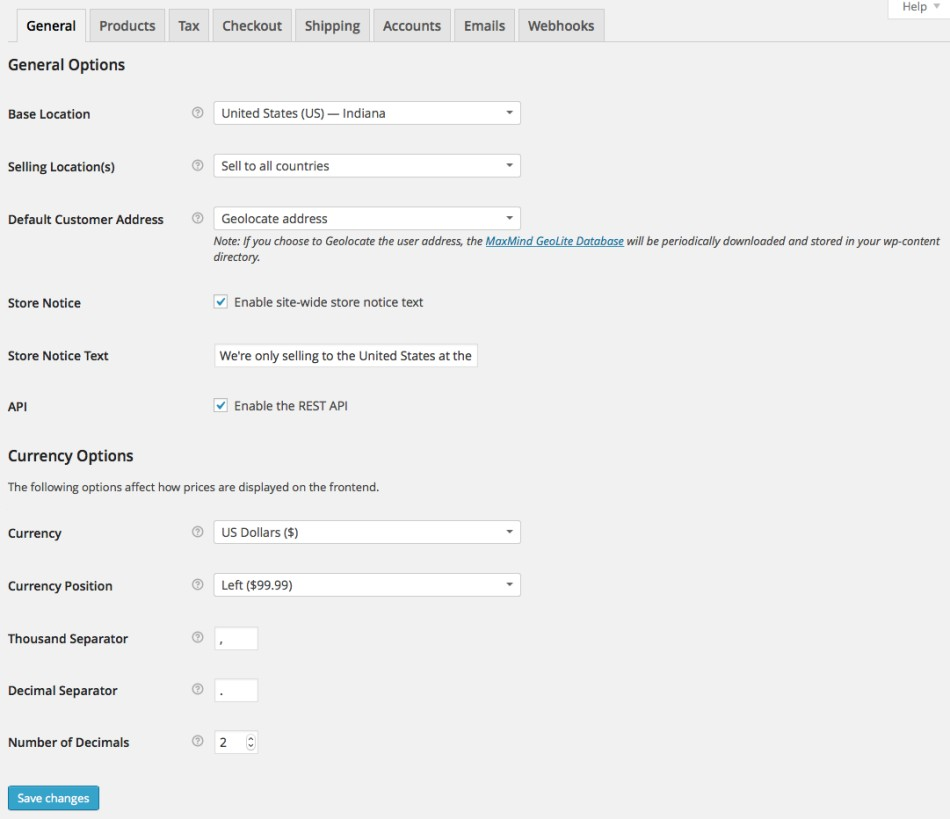 Help
General Products Tax Checkout Shipping Accounts Emails Webhooks
General Options
Base Location United States (US) — Indiana
Selling Location(s) Sell to all countries
Default Customer Address Geolocate address
Note: If you choose to Geolocate the user address, the MaxMind GeoLite Database will be periodically downloaded and stored in your wp-content
directory.
Store Notice Enable site-wide store notice text
Store Notice Text We're only selling to the United States at the
API Enable the REST API
Currency Options
The following options affect how prices are displayed on the frontend.
Currency US Dollars ($)
Currency Position Left ($99.99)
Thousand Separator ,
Decimal Separator .
Number of Decimals 2
Save changes